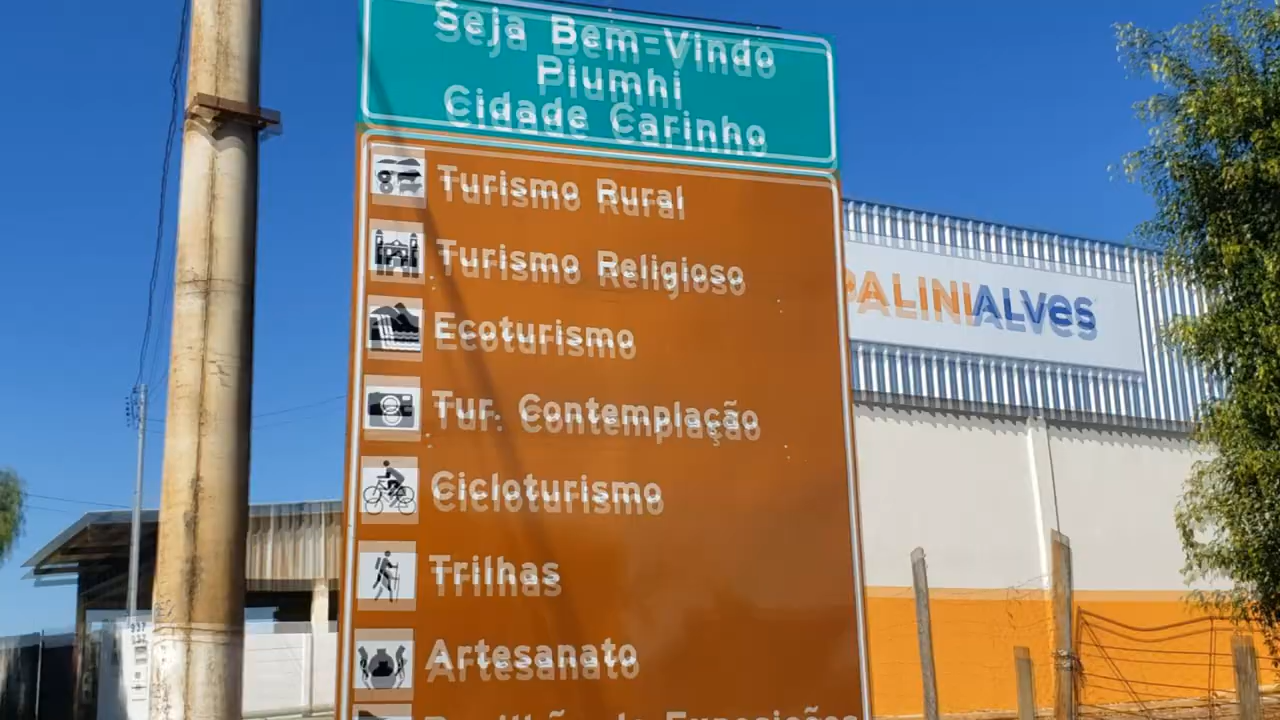 Seja Bem-Vindo
Piumhi
Cidade Carinho
Turismo Rural
Turismo Religioso
Ecoturismo
Tur. Contemplação
Cicloturismo
Trilhas
Artesanato
PALINIALVES